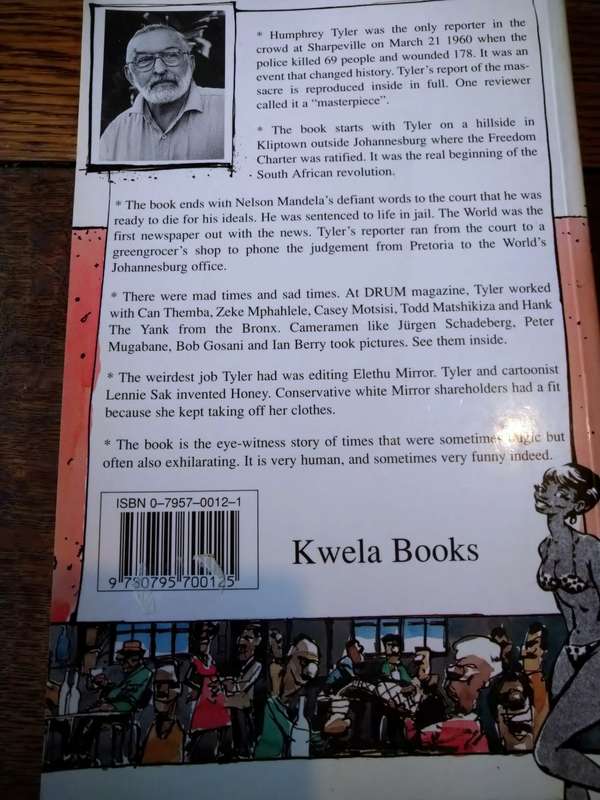 * Humphrey Tyler was the only reporter in the
crowd at Sharpeville on March 21 1960 when the
police killed 69 people and wounded 178. It was an
event that changed history. Tyler's report of the mas-
sacre is reproduced inside in full. One reviewer
called it a “masterpiece”.
* The book starts with Tyler on a hillside in
Kliptown outside Johannesburg where the Freedom
Charter was ratified. It was the real beginning of the
South African revolution.
* The book ends with Nelson Mandela's defiant words to the court that he was
ready to die for his ideals. He was sentenced to life in jail. The World was the
first newspaper out with the news. Tyler's reporter ran from the court to a
greengrocer's shop to phone the judgement from Pretoria to the World's
Johannesburg office.
* There were mad times and sad times. At DRUM magazine, Tyler worked
with Can Themba, Zeke Mphahlele, Casey Motsisi, Todd Matshikiza and Hank
The Yank from the Bronx. Cameramen like Jürgen Schadeberg, Peter
Mugabane, Bob Gosani and Ian Berry took pictures. See them inside.
* The weirdest job Tyler had was editing Elethu Mirror. Tyler and cartoonist
Lennie Sak invented Honey. Conservative white Mirror shareholders had a fit
because she kept taking off her clothes.
* The book is the eye-witness story of times that were sometimes tragic but
often also exhilarating. It is very human, and sometimes very funny indeed.
ISBN 0-7957-0012-1
9 780795 700125
Kwela Books